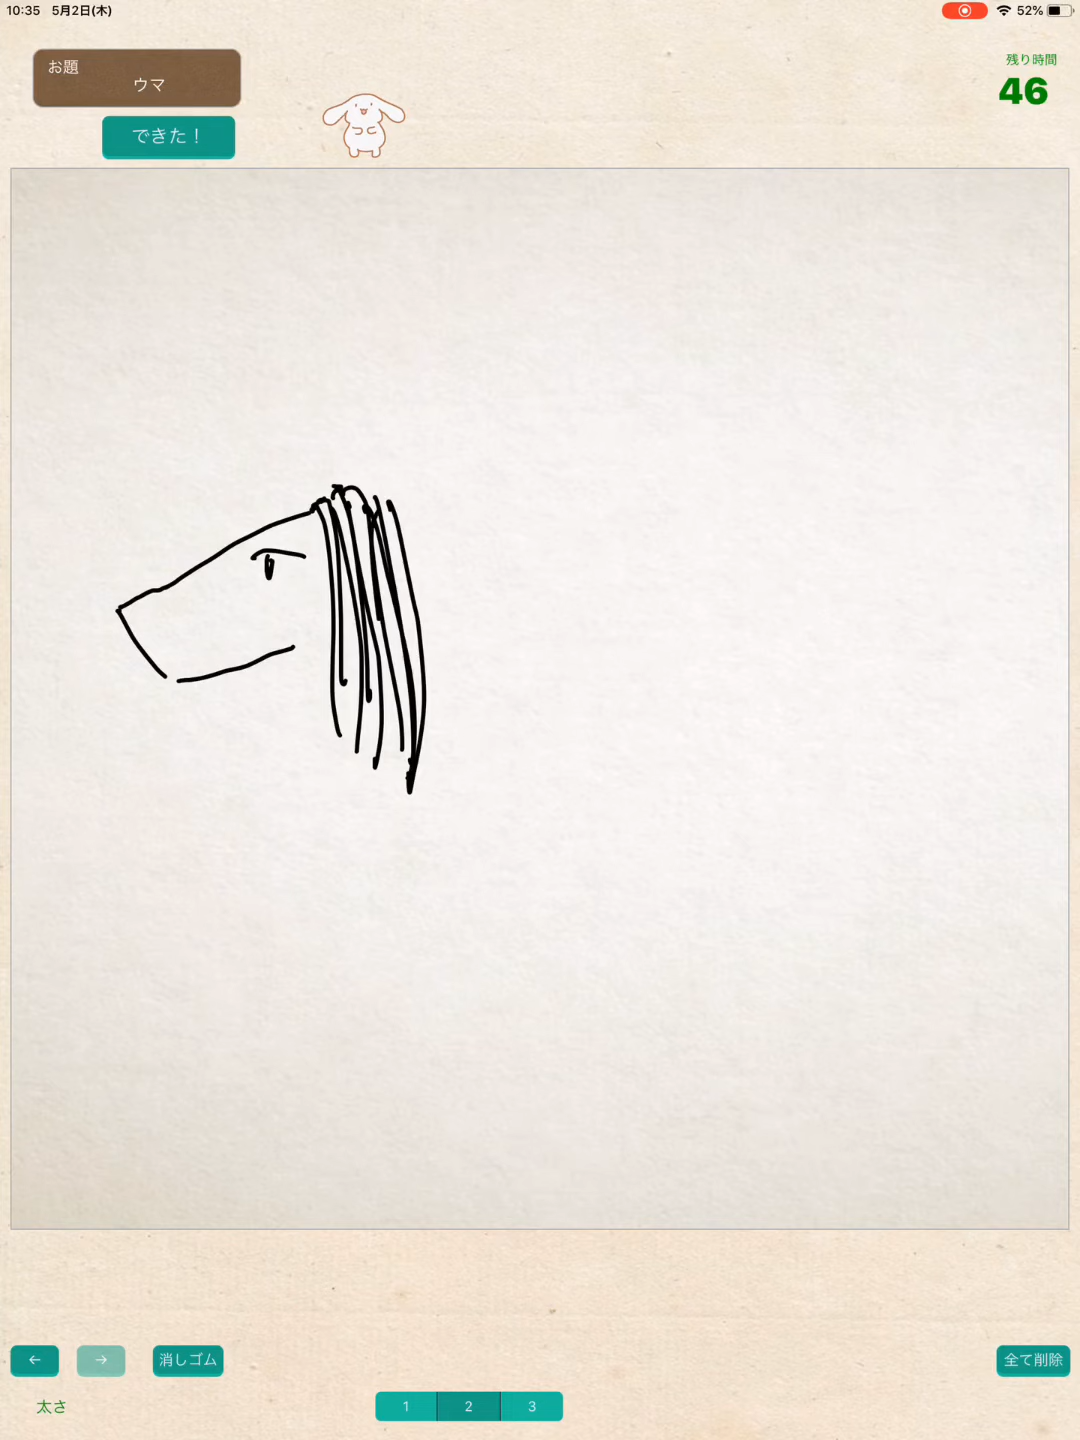 10:35 5月2日(木)
52%
お題
ウマ
できた！
残り時間
46
← → 消しゴム 全て削除
太さ 1 2 3